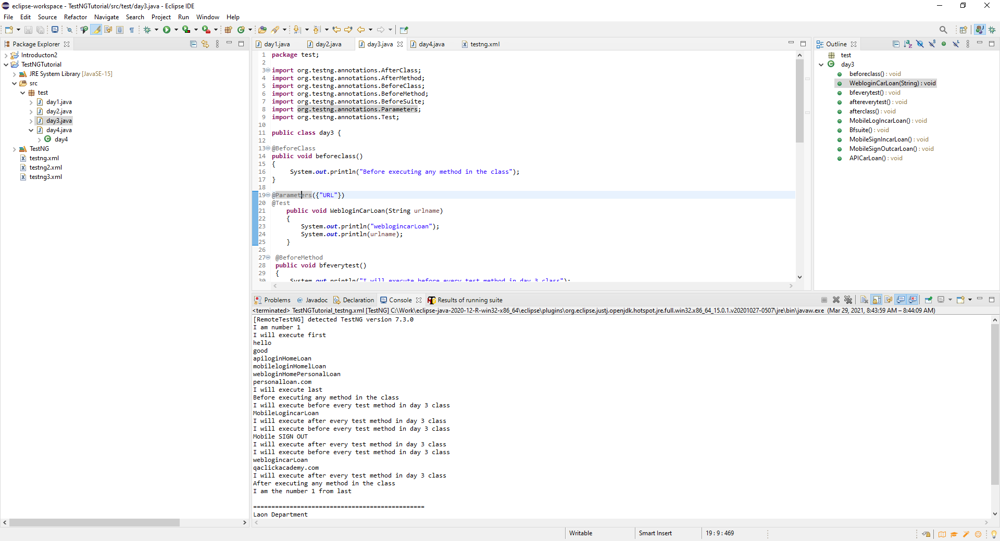 eclipse-workspace - TestNGTutorial/src/test/day3.java - Eclipse IDE
File Edit Source Refactor Navigate Search Project Run Window Help
Package Explorer
Introducton2
TestNGTutorial
JRE System Library [JavaSE-15]
src
test
day1.java
day2.java
day3.java
day4.java
day4
TestNG
testng.xml
testng2.xml
testng3.xml
day1.java day2.java day3.java day4.java testng.xml
1 package test;
2
3 import org.testng.annotations.AfterClass;
4 import org.testng.annotations.AfterMethod;
5 import org.testng.annotations.BeforeClass;
6 import org.testng.annotations.BeforeMethod;
7 import org.testng.annotations.BeforeSuite;
8 import org.testng.annotations.Parameters;
9 import org.testng.annotations.Test;
10
11 public class day3 {
12
13 @BeforeClass
14 public void beforeclass()
15 {
16 System.out.println("Before executing any method in the class");
17 }
18
19 @Parameters({"URL"})
20 @Test
21 public void WebloginCarLoan(String urlname)
22 {
23 System.out.println("weblogincarLoan");
24 System.out.println(urlname);
25 }
26
27 @BeforeMethod
28 public void bfeverytest()
29 {
30 System.out.println("I will execute before every test method in day 3 class");
Outline
test
day3
beforeclass() : void
WebloginCarLoan(String) : void
bfeverytest() : void
aftereverytest() : void
afterclass() : void
MobileLogIncarLoan() : void
Bfsuite() : void
MobileSignIncarLoan() : void
MobileSignOutcarLoan() : void
APICarLoan() : void
Problems Javadoc Declaration Console Results of running suite
<terminated> TestNGTutorial_testng.xml [TestNG] C:\Work\eclipse-java-2020-12-R-win32-x86_64\eclipse\plugins\org.eclipse.justj.openjdk.hotspot.jre.full.win32.x86_64_15.0.1.v20201027-0507\jre\bin\javaw.exe (Mar 29, 2021, 8:43:59 AM – 8:44:09 AM)
[RemoteTestNG] detected TestNG version 7.3.0
I am number 1
I will execute first
hello
good
apiloginHomeLoan
mobileloginHomelLoan
webloginHomePersonalLoan
personalloan.com
I will execute last
Before executing any method in the class
I will execute before every test method in day 3 class
MobileLogincarLoan
I will execute after every test method in day 3 class
I will execute before every test method in day 3 class
Mobile SIGN OUT
I will execute after every test method in day 3 class
I will execute before every test method in day 3 class
weblogincarLoan
qaclickacademy.com
I will execute after every test method in day 3 class
After executing any method in the class
I am the number 1 from last
===============================================
Laon Department
Writable Smart Insert 19 : 9 : 469